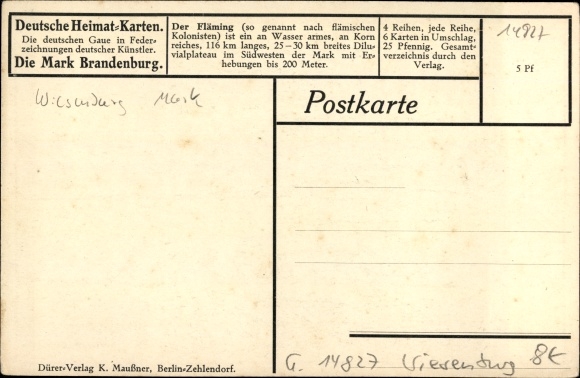 Deutsche Heimat-Karten.
Die deutschen Gaue in Feder-
zeichnungen deutscher Künstler.
Die Mark Brandenburg.
Der Fläming (so genannt nach flämischen
Kolonisten) ist ein an Wasser armes, an Korn
reiches, 116 km langes, 25–30 km breites Dilu-
vialplateau im Südwesten der Mark mit Er-
hebungen bis 200 Meter.
4 Reihen, jede Reihe,
6 Karten in Umschlag,
25 Pfennig. Gesamt-
verzeichnis durch den
Verlag.
14827
5 Pf
Wiesenburg Mark
Postkarte
G. 14827 Wiesenburg 8€
Dürer-Verlag K. Maußner, Berlin-Zehlendorf.